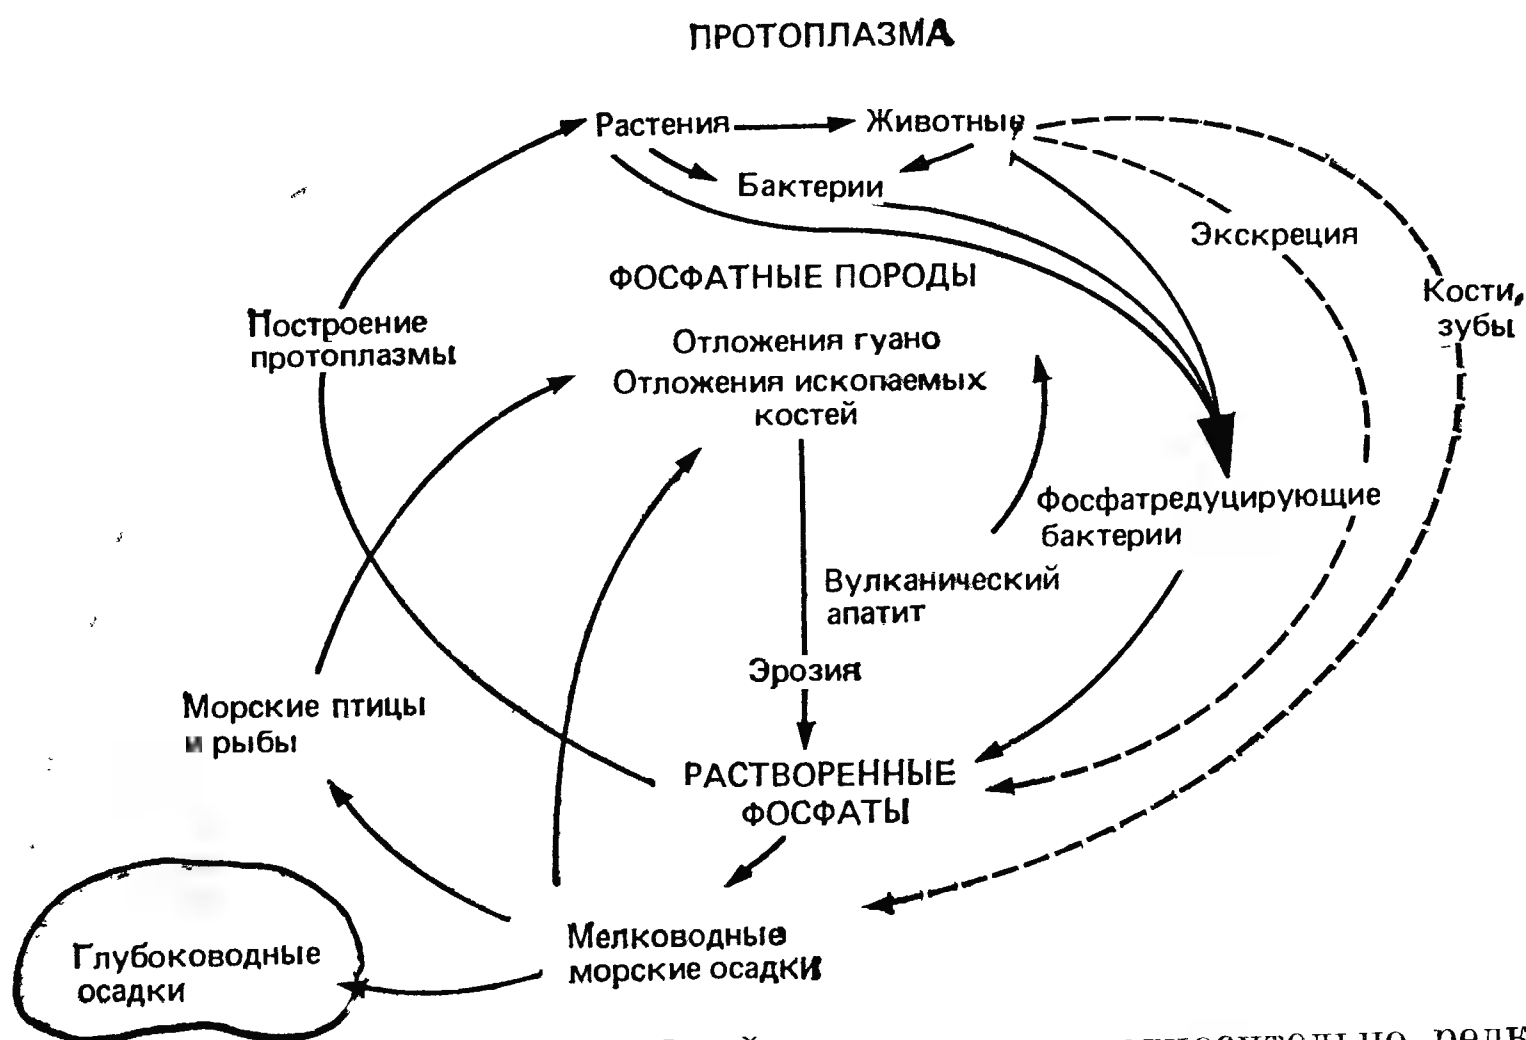 ПРОТОПЛАЗМА
Растения
Животные
Бактерии
Экскреция
ФОСФАТНЫЕ ПОРОДЫ
Кости,
зубы
Построение
протоплазмы
Отложения гуано
Отложения ископаемых
костей
Фосфатредуцирующие
бактерии
Вулканический
апатит
Эрозия
Морские птицы
и рыбы
РАСТВОРЕННЫЕ
ФОСФАТЫ
Мелководные
морские осадки
Глубоководные
осадки